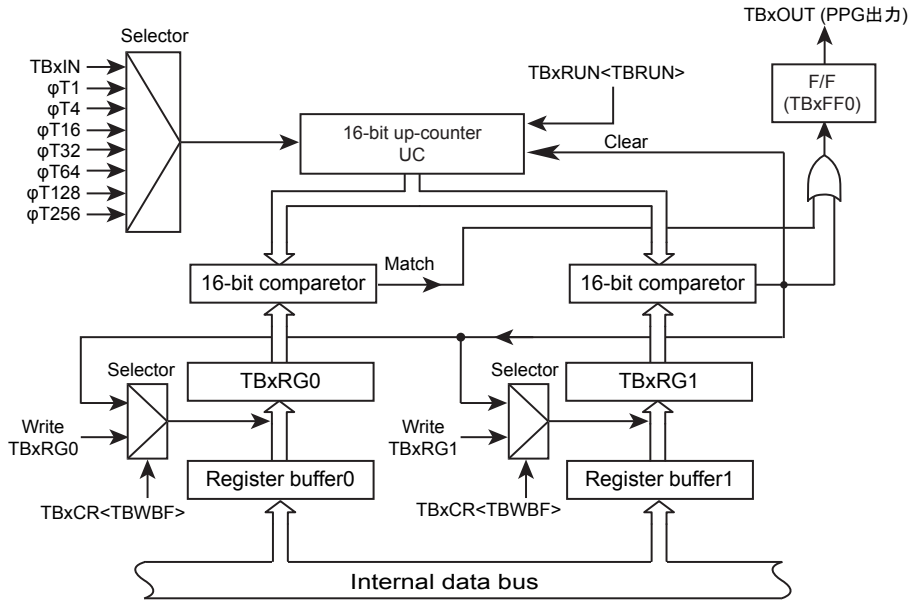 TBxOUT (PPG出力)
Selector
TBxIN
φT1
φT4
φT16
φT32
φT64
φT128
φT256
TBxRUN<TBRUN>
F/F
(TBxFF0)
16-bit up-counter
UC
Clear
16-bit comparetor
Match
16-bit comparetor
Selector
TBxRG0
Selector
TBxRG1
Write
TBxRG0
Write
TBxRG1
Register buffer0
Register buffer1
TBxCR<TBWBF>
TBxCR<TBWBF>
Internal data bus